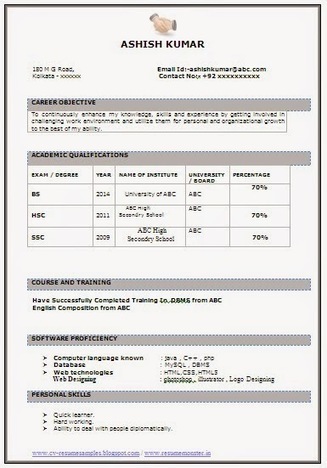 ASHISH KUMAR
180 M G Road, Email Id:-ashishkumar@abc.com
Kolkata - xxxxxx Contact No:x +92 xxxxxxxxxx
CAREER OBJECTIVE
To continuously enhance my knowledge, skills and experience by getting involved in
challenging work environment and utilize them for personal and organizational growth
to the best of my ability.
ACADEMIC QUALIFICATIONS
EXAM / DEGREE YEAR NAME OF INSTITUTE UNIVERSITY / BOARD PERCENTAGE
BS 2014 University of ABC ABC 70%
HSC 2011 ABC High Secondry School ABC 70%
SSC 2009 ABC High Secondry School ABC 70%
COURSE AND TRAINING
Have Successfully Completed Training In, DBMS from ABC
English Composition from ABC
SOFTWARE PROFICIENCY
Computer language known : java , C++ , php
Database : MySQL , DBMS
Web technologies : HTML,CSS,HTML5
Web Designing : photoshop , illustrator , Logo Designing
PERSONAL SKILLS
Quick learner.
Hard working.
Ability to deal with people diplomatically.
www.cv-resumesamples.blogspot.com / www.resumemonster.in